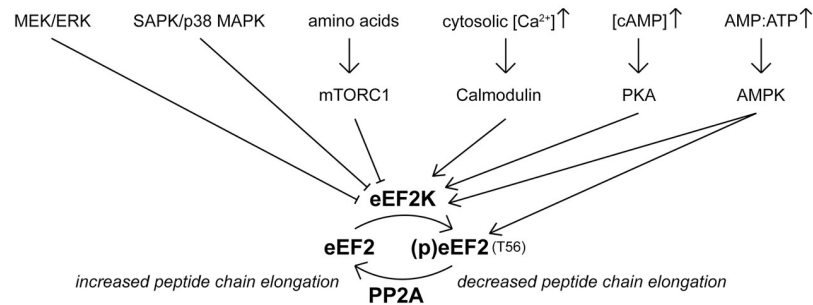 MEK/ERK SAPK/p38 MAPK amino acids cytosolic [Ca²⁺]↑ [cAMP]↑ AMP:ATP↑
mTORC1 Calmodulin PKA AMPK
eEF2K
eEF2 (p)eEF2(T56)
increased peptide chain elongation decreased peptide chain elongation
PP2A